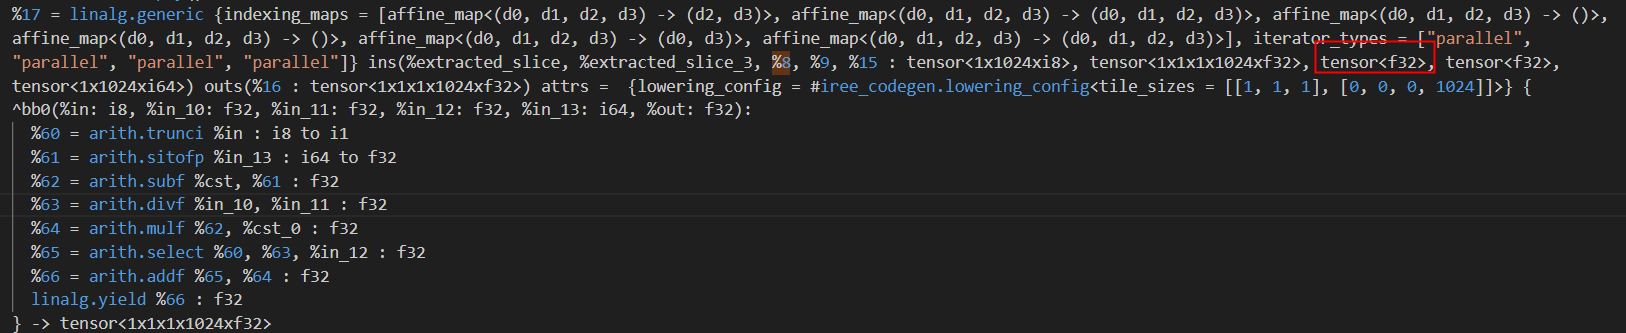 %17 = linalg.generic {indexing_maps = [affine_map<(d0, d1, d2, d3) -> (d2, d3)>, affine_map<(d0, d1, d2, d3) -> (d0, d1, d2, d3)>, affine_map<(d0, d1, d2, d3) -> ()>,
affine_map<(d0, d1, d2, d3) -> ()>, affine_map<(d0, d1, d2, d3) -> (d0, d3)>, affine_map<(d0, d1, d2, d3) -> (d0, d1, d2, d3)>], iterator_types = ["parallel",
"parallel", "parallel", "parallel"]} ins(%extracted_slice, %extracted_slice_3, %8, %9, %15 : tensor<1x1024xi8>, tensor<1x1x1x1024xf32>, tensor<f32>, tensor<f32>,
tensor<1x1024xi64>) outs(%16 : tensor<1x1x1x1024xf32>) attrs =  {lowering_config = #iree_codegen.lowering_config<tile_sizes = [[1, 1, 1], [0, 0, 0, 1024]]>} {
^bb0(%in: i8, %in_10: f32, %in_11: f32, %in_12: f32, %in_13: i64, %out: f32):
  %60 = arith.trunci %in : i8 to i1
  %61 = arith.sitofp %in_13 : i64 to f32
  %62 = arith.subf %cst, %61 : f32
  %63 = arith.divf %in_10, %in_11 : f32
  %64 = arith.mulf %62, %cst_0 : f32
  %65 = arith.select %60, %63, %in_12 : f32
  %66 = arith.addf %65, %64 : f32
  linalg.yield %66 : f32
} -> tensor<1x1x1x1024xf32>